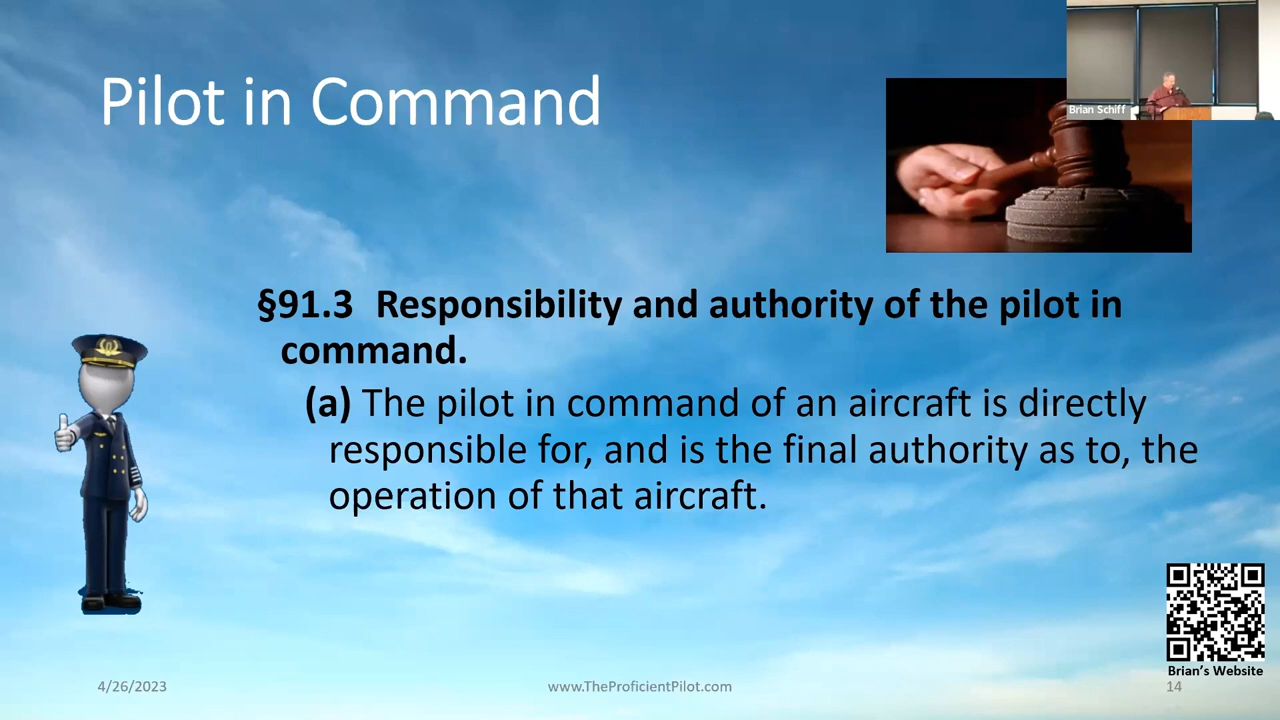 Pilot in Command
Brian Schiff
§91.3 Responsibility and authority of the pilot in
command.
(a) The pilot in command of an aircraft is directly
responsible for, and is the final authority as to, the
operation of that aircraft.
Brian's Website
4/26/2023
www.TheProficientPilot.com
14